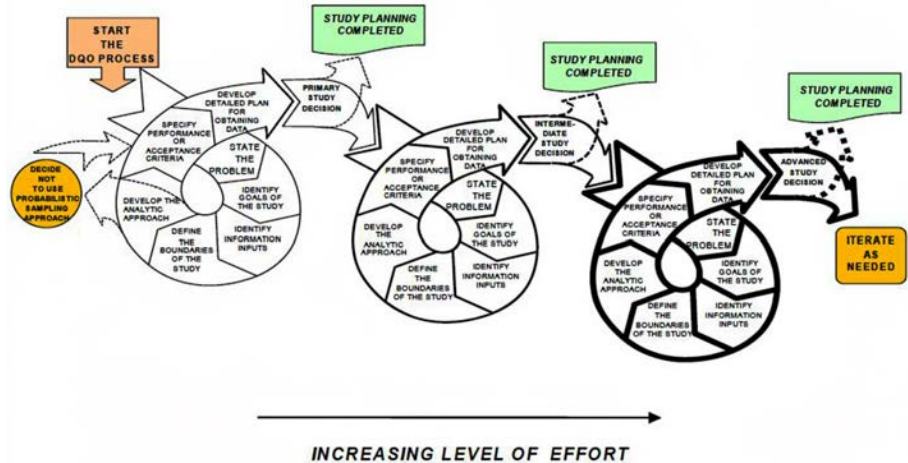 START
THE
DQO PROCESS
STUDY PLANNING
COMPLETED
DECIDE
NOT TO USE
PROBABILISTIC
SAMPLING
APPROACH
STATE
THE
PROBLEM
IDENTIFY
GOALS OF
THE STUDY
IDENTIFY
INFORMATION
INPUTS
DEFINE
THE
BOUNDARIES
OF THE STUDY
DEVELOP THE
ANALYTIC
APPROACH
SPECIFY
PERFORMANCE
OR
ACCEPTANCE
CRITERIA
DEVELOP
DETAILED PLAN
FOR
OBTAINING
DATA
PRIMARY
STUDY
DECISION
STUDY PLANNING
COMPLETED
STATE
THE
PROBLEM
IDENTIFY
GOALS OF
THE STUDY
IDENTIFY
INFORMATION
INPUTS
DEFINE
THE
BOUNDARIES
OF THE STUDY
DEVELOP
THE ANALYTIC
APPROACH
SPECIFY
PERFORMANCE
OR
ACCEPTANCE
CRITERIA
DEVELOP
DETAILED PLAN
FOR
OBTAINING
DATA
INTERME-
DIATE STUDY
DECISION
STUDY PLANNING
COMPLETED
STATE
THE
PROBLEM
IDENTIFY
GOALS OF
THE STUDY
IDENTIFY
INFORMATION
INPUTS
DEFINE
THE
BOUNDARIES
OF THE STUDY
DEVELOP
THE ANALYTIC
APPROACH
SPECIFY
PERFORMANCE
OR
ACCEPTANCE
CRITERIA
DEVELOP
DETAILED PLAN
FOR
OBTAINING
DATA
ADVANCED
STUDY
DECISION
ITERATE
AS
NEEDED
INCREASING LEVEL OF EFFORT